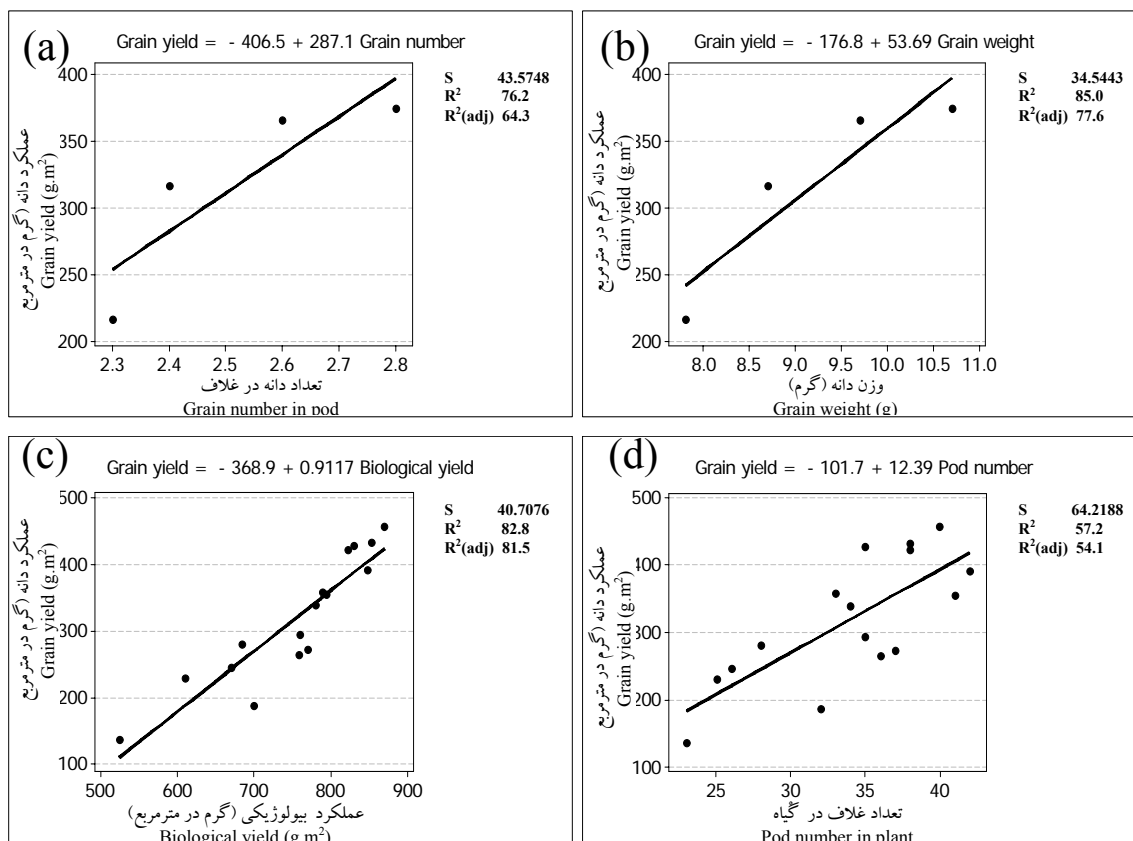 (a)
Grain yield = - 406.5 + 287.1 Grain number
S 43.5748
R² 76.2
R²(adj) 64.3
عملکرد دانه (گرم در مترمربع
Grain yield (g.m²)
400
350
300
250
200
2.3 2.4 2.5 2.6 2.7 2.8
تعداد دانه در غلاف
Grain number in pod
(b)
Grain yield = - 176.8 + 53.69 Grain weight
S 34.5443
R² 85.0
R²(adj) 77.6
عملکرد دانه (گرم در مترمربع
Grain yield (g.m²)
400
350
300
250
200
8.0 8.5 9.0 9.5 10.0 10.5 11.0
وزن دانه (گرم)
Grain weight (g)
(c)
Grain yield = - 368.9 + 0.9117 Biological yield
S 40.7076
R² 82.8
R²(adj) 81.5
عملکرد دانه (گرم در مترمربع
Grain yield (g.m²)
500
400
300
200
100
500 600 700 800 900
عملکرد بیولوژیکی (گرم در مترمربع)
Biological yield (g.m²)
(d)
Grain yield = - 101.7 + 12.39 Pod number
S 64.2188
R² 57.2
R²(adj) 54.1
عملکرد دانه (گرم در مترمربع
Grain yield (g.m²)
500
400
300
200
100
25 30 35 40
تعداد غلاف در گیاه
Pod number in plant